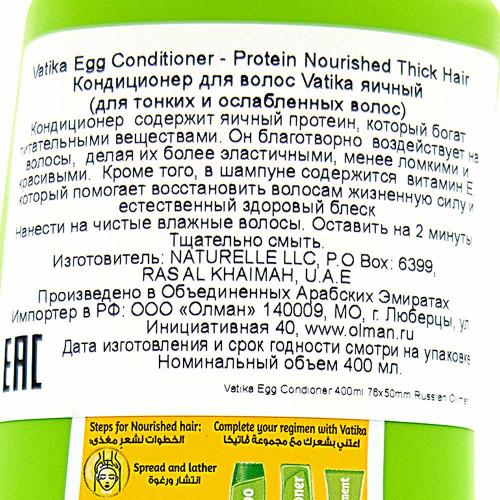 Vatika Egg Conditioner - Protein Nourished Thick Hair
Кондиционер для волос Vatika яичный
(для тонких и ослабленных волос)
Кондиционер содержит яичный протеин, который богат
питательными веществами. Он благотворно воздействует на
волосы, делая их более эластичными, менее ломкими и
красивыми. Кроме того, в шампуне содержится витамин Е
который помогает восстановить волосам жизненную силу и
естественный здоровый блеск
Нанести на чистые влажные волосы. Оставить на 2 минуты
Тщательно смыть.
Изготовитель: NATURELLE LLC, P.O Box: 6399,
RAS AL KHAIMAH, U.A.E
Произведено в Объединенных Арабских Эмиратах
Импортер в РФ: ООО «Олман» 140009, МО, г. Люберцы, ул
Инициативная 40, www.olman.ru
Дата изготовления и срок годности смотри на упаковке
Номинальный объем 400 мл.
EAC
Vatika Egg Condtioner 400ml 76x50mm Russian
Steps for Nourished hair:
الخطوات لشعر مغذى:
Complete your regimen with Vatika
اعتني بشعرك مع مجموعة ڤاتيكا
Spread and lather
انتشار ورغوة